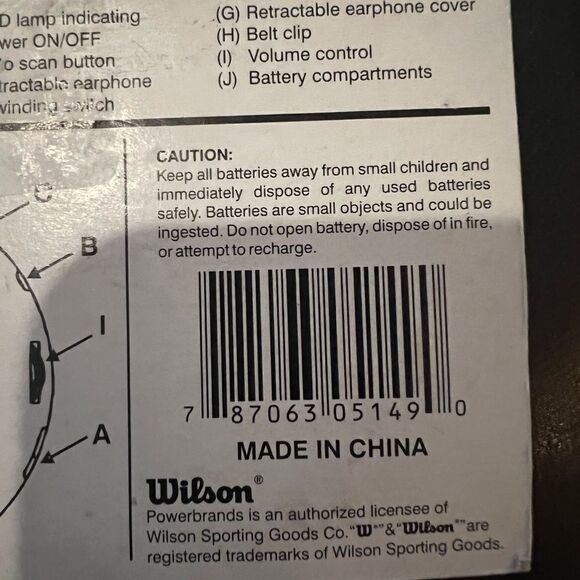 D lamp indicating
wer ON/OFF
o scan button
tractable earphone
winding switch
(G) Retractable earphone cover
(H) Belt clip
(I) Volume control
(J) Battery compartments
C
B
I
A
CAUTION:
Keep all batteries away from small children and
immediately dispose of any used batteries
safely. Batteries are small objects and could be
ingested. Do not open battery, dispose of in fire,
or attempt to recharge.
7 87063 05149 0
MADE IN CHINA
Wilson®
Powerbrands is an authorized licensee of
Wilson Sporting Goods Co. "W"&"Wilson" are
registered trademarks of Wilson Sporting Goods.